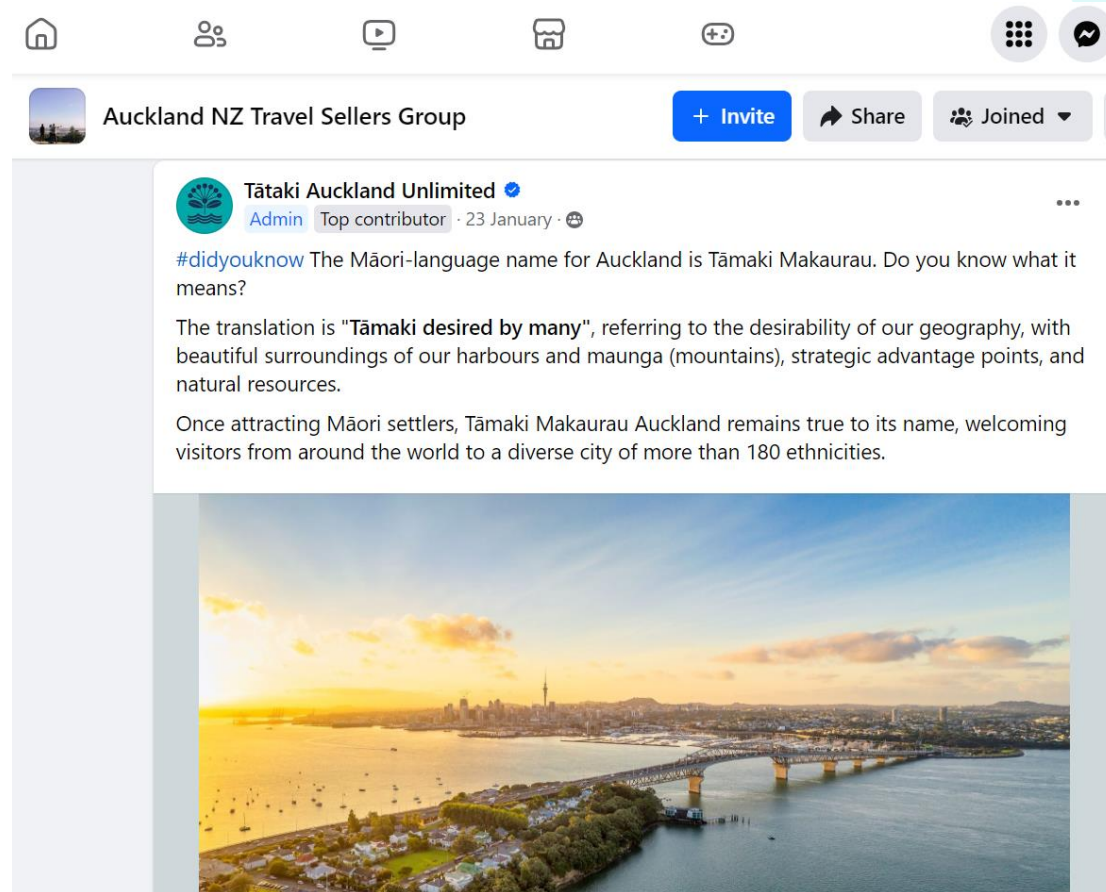 Auckland NZ Travel Sellers Group
+ Invite
Share
Joined
Tātaki Auckland Unlimited
Admin Top contributor · 23 January ·
#didyouknow The Māori-language name for Auckland is Tāmaki Makaurau. Do you know what it
means?
The translation is "Tāmaki desired by many", referring to the desirability of our geography, with
beautiful surroundings of our harbours and maunga (mountains), strategic advantage points, and
natural resources.
Once attracting Māori settlers, Tāmaki Makaurau Auckland remains true to its name, welcoming
visitors from around the world to a diverse city of more than 180 ethnicities.